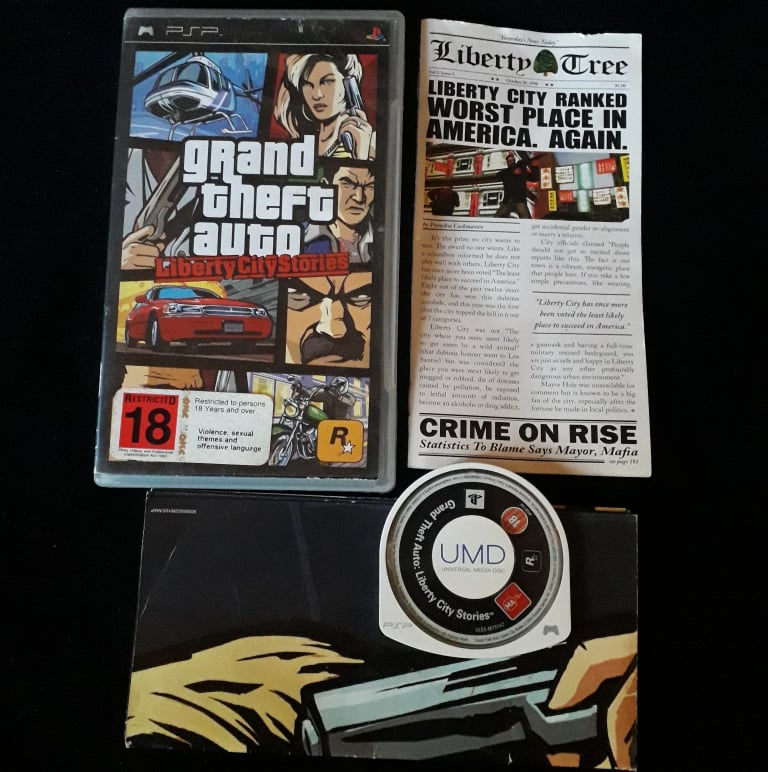 PSP
grand
theft
auto
Liberty City Stories
RESTRICTED
18
Films, Videos, and Publications
Classification Act 1993
Restricted to persons
18 Years and over.
Violence, sexual
themes and
offensive language
R
"Yesterday's News Today"
Liberty Tree
$1.00
LIBERTY CITY RANKED
WORST PLACE IN
AMERICA. AGAIN.
It's the prize no city wants to
win. The award no one wants. Like
a schoolboy informed he does not
play well with others, Liberty City
has once more been voted "The least
likely place to succeed in America."
Eight out of the past twelve years
the city has won this dubious
accolade, and this year was the first
that the city topped the bill in 6 out
of 7 categories.
Liberty City was not "The
city where you were most likely
to get eaten by a wild animal"
(that dubious honour went to Los
Santos) but was considered the
place you were most likely to get
mugged or robbed, die of diseases
caused by pollution, be exposed
to lethal amounts of radiation,
become an alcoholic or drug addict,
get accidental gender re-alignment
or marry a relative.
City officials claimed "People
should not get so excited about
reports like this. The fact is our
town is a vibrant, energetic place
that people love. If you take a few
simple precautions, like wearing
"Liberty City has once more
been voted the least likely
place to succeed in America."
a gasmask and having a full-time
military trained bodyguard, you
are just as safe and happy in Liberty
City as any other profoundly
dangerous urban environment."
Mayor Hole was unavailable for
comment but is known to be a big
fan of the city, especially after the
fortune he made in local politics.
CRIME ON RISE
Statistics To Blame Says Mayor, Mafia
see page 193
Grand Theft Auto: Liberty City Stories™
18
R
MA 15+
UMD
UNIVERSAL MEDIA DISC
PSP